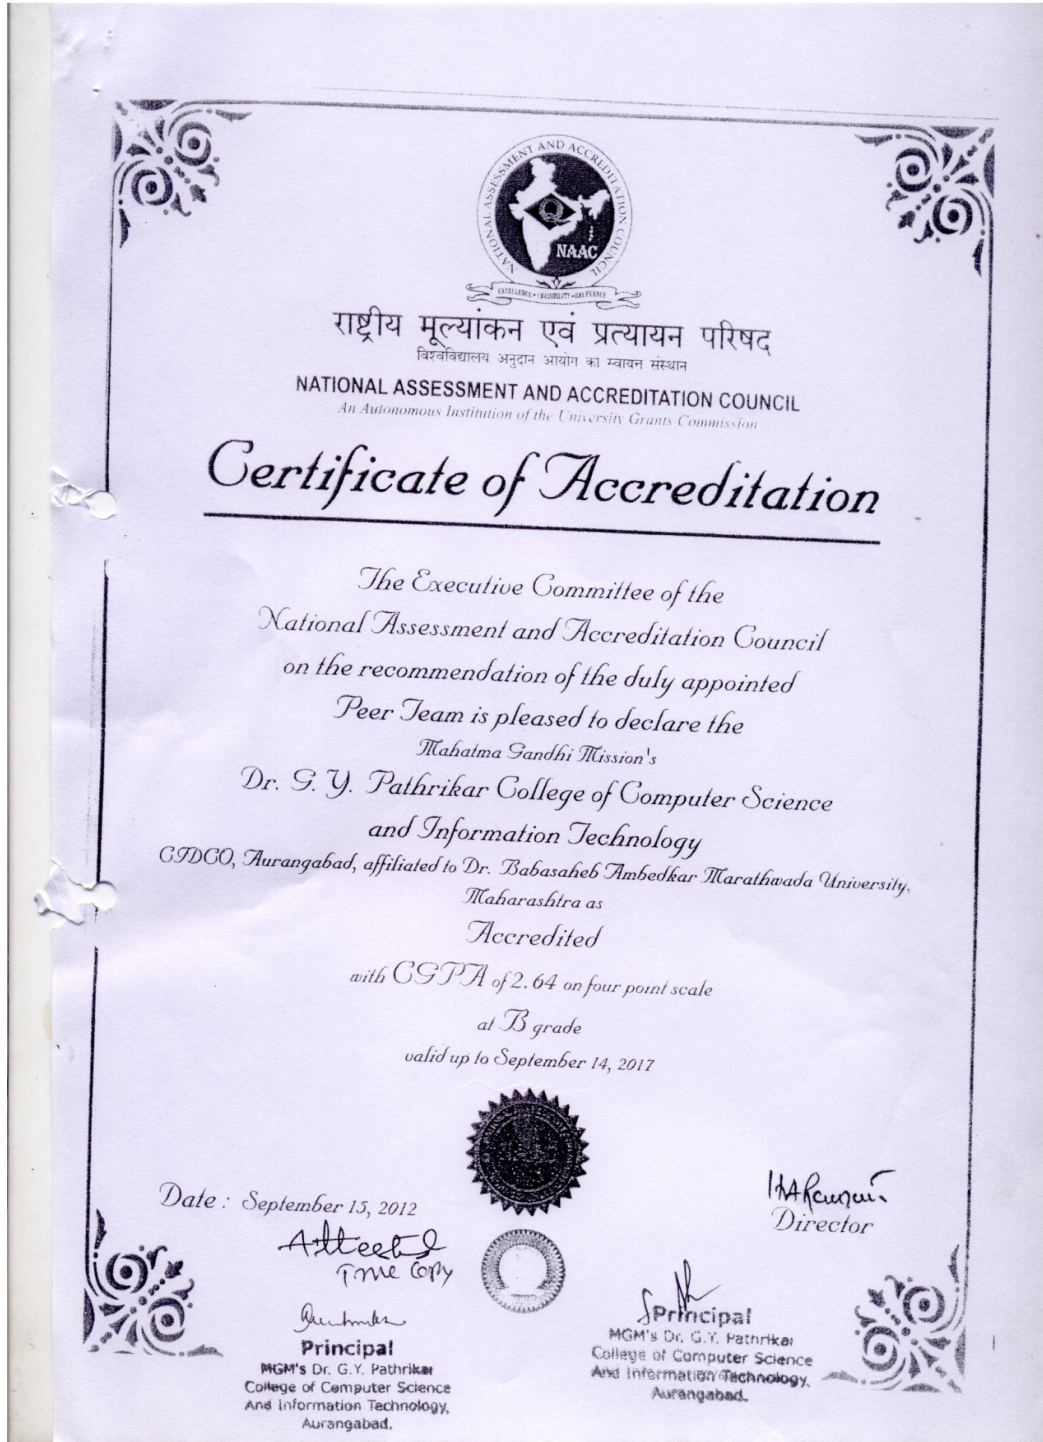 NATIONAL ASSESSMENT AND ACCREDITATION COUNCIL
NAAC
EXCELLENCE • CREDIBILITY • RELEVANCE
राष्ट्रीय मूल्यांकन एवं प्रत्यायन परिषद
विश्वविद्यालय अनुदान आयोग का स्वायत्त संस्थान
NATIONAL ASSESSMENT AND ACCREDITATION COUNCIL
An Autonomous Institution of the University Grants Commission
Certificate of Accreditation
The Executive Committee of the
National Assessment and Accreditation Council
on the recommendation of the duly appointed
Peer Team is pleased to declare the
Mahatma Gandhi Mission's
Dr. G. Y. Pathrikar College of Computer Science
and Information Technology
CIDCO, Aurangabad, affiliated to Dr. Babasaheb Ambedkar Marathwada University,
Maharashtra as
Accredited
with CGPA of 2.64 on four point scale
at B grade
valid up to September 14, 2017
Date : September 15, 2012
Director
Attested
True Copy
Principal
MGM's Dr. G.Y. Pathrikar
College of Computer Science
And Information Technology,
Aurangabad.
Principal
MGM's Dr. G.Y. Pathrikar
College of Computer Science
And Information Technology,
Aurangabad.